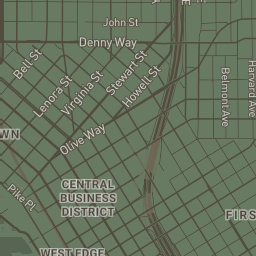 John St
Denny Way
Bell St
Lenora St
Virginia St
Stewart St
Howell St
Belmont Ave
Harvard Ave
Olive Way
Pike Pl
CENTRAL
BUSINESS
DISTRICT
FIRS
WEST EDGE
WN
E